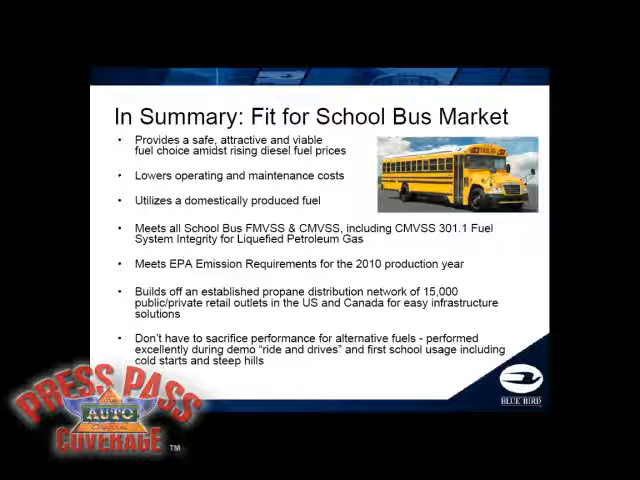 In Summary: Fit for School Bus Market
• Provides a safe, attractive and viable
fuel choice amidst rising diesel fuel prices
• Lowers operating and maintenance costs
• Utilizes a domestically produced fuel
• Meets all School Bus FMVSS & CMVSS, including CMVSS 301.1 Fuel
System Integrity for Liquefied Petroleum Gas
• Meets EPA Emission Requirements for the 2010 production year
• Builds off an established propane distribution network of 15,000
public/private retail outlets in the US and Canada for easy infrastructure
solutions
• Don't have to sacrifice performance for alternative fuels - performed
excellently during demo “ride and drives” and first school usage including
cold starts and steep hills
BLUE BIRD
PRESS PASS
The
AUTO
Channel
COVERAGE
TM